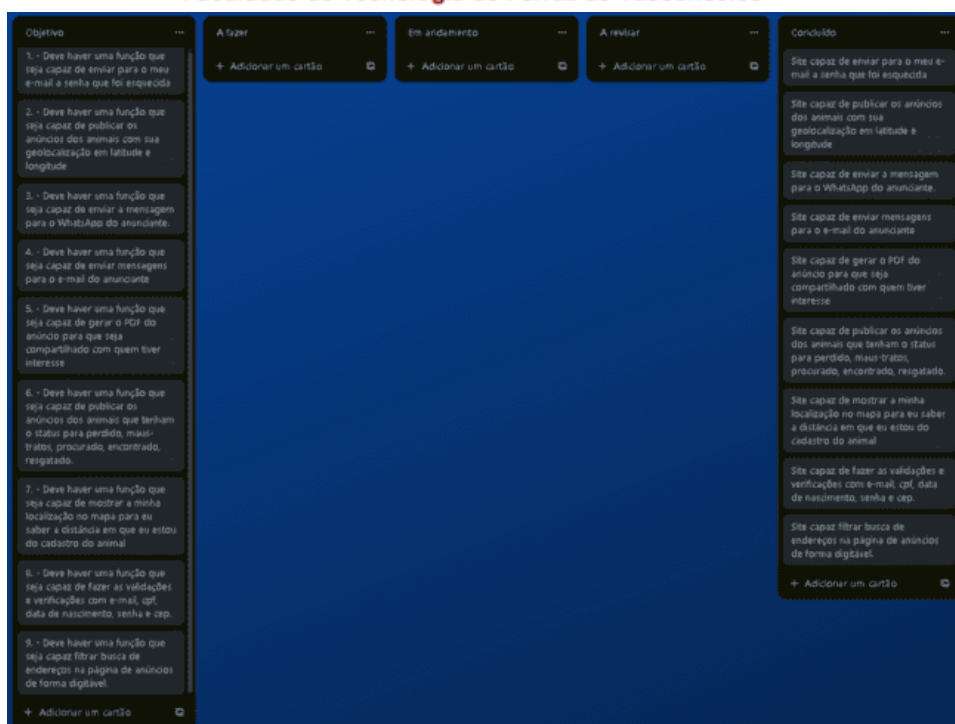 Objetivo
1. - Deve haver uma função que
seja capaz de enviar para o meu
e-mail a senha que foi esquecida
2. - Deve haver uma função que
seja capaz de publicar os
anúncios dos animais com sua
geolocalização em latitude e
longitude
3. - Deve haver uma função que
seja capaz de enviar a mensagem
para o WhatsApp do anunciante.
4. - Deve haver uma função que
seja capaz de enviar mensagens
para o e-mail do anunciante
5. - Deve haver uma função que
seja capaz de gerar o PDF do
anúncio para que seja
compartilhado com quem tiver
interesse
6. - Deve haver uma função que
seja capaz de publicar os
anúncios dos animais que tenham
o status para perdido, maus-
tratos, procurado, encontrado,
resgatado.
7. - Deve haver uma função que
seja capaz de mostrar a minha
localização no mapa para eu
saber a distância em que eu estou
do cadastro do animal
8. - Deve haver uma função que
seja capaz de fazer as validações
e verificações com e-mail, cpf,
data de nascimento, senha e cep.
9. - Deve haver uma função que
seja capaz filtrar busca de
endereços na página de anúncios
de forma digitável.
+ Adicionar um cartão
A fazer
+ Adicionar um cartão
Em andamento
+ Adicionar um cartão
A revisar
+ Adicionar um cartão
Concluído
Site capaz de enviar para o meu e-
mail a senha que foi esquecida
Site capaz de publicar os anúncios
dos animais com sua
geolocalização em latitude e
longitude
Site capaz de enviar a mensagem
para o WhatsApp do anunciante.
Site capaz de enviar mensagens
para o e-mail do anunciante
Site capaz de gerar o PDF do
anúncio para que seja
compartilhado com quem tiver
interesse
Site capaz de publicar os anúncios
dos animais que tenham o status
para perdido, maus-tratos,
procurado, encontrado, resgatado.
Site capaz de mostrar a minha
localização no mapa para eu saber
a distância em que eu estou do
cadastro do animal
Site capaz de fazer as validações e
verificações com e-mail, cpf, data
de nascimento, senha e cep.
Site capaz filtrar busca de
endereços na página de anúncios
de forma digitável.
+ Adicionar um cartão